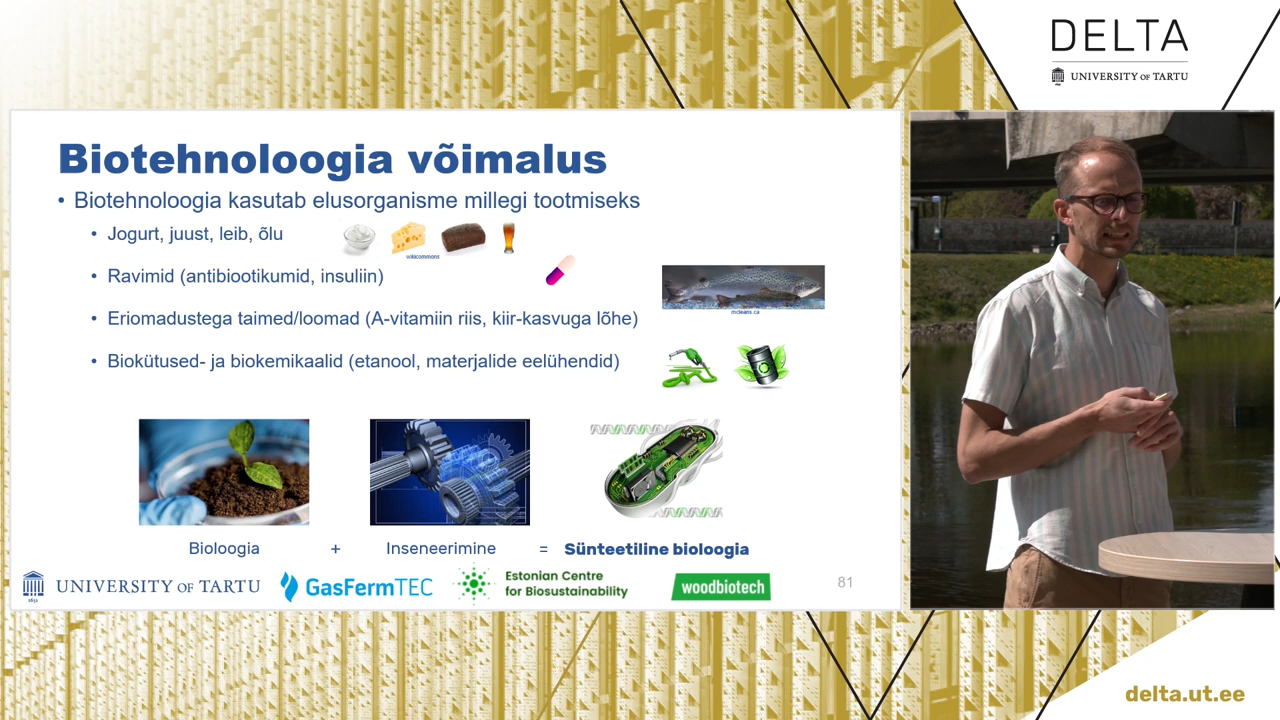 DELTA
UNIVERSITY OF TARTU
Biotehnoloogia võimalus
• Biotehnoloogia kasutab elusorganisme millegi tootmiseks
• Jogurt, juust, leib, õlu
wikicommons
• Ravimid (antibiootikumid, insuliin)
• Eriomadustega taimed/loomad (A-vitamiin riis, kiir-kasvuga lõhe)
mcleans.ca
• Biokütused- ja biokemikaalid (etanool, materjalide eelühendid)
Bioloogia + Inseneerimine = Sünteetiline bioloogia
1632 UNIVERSITY OF TARTU
GasFermTEC
Estonian Centre
for Biosustainability
woodbiotech
81
delta.ut.ee